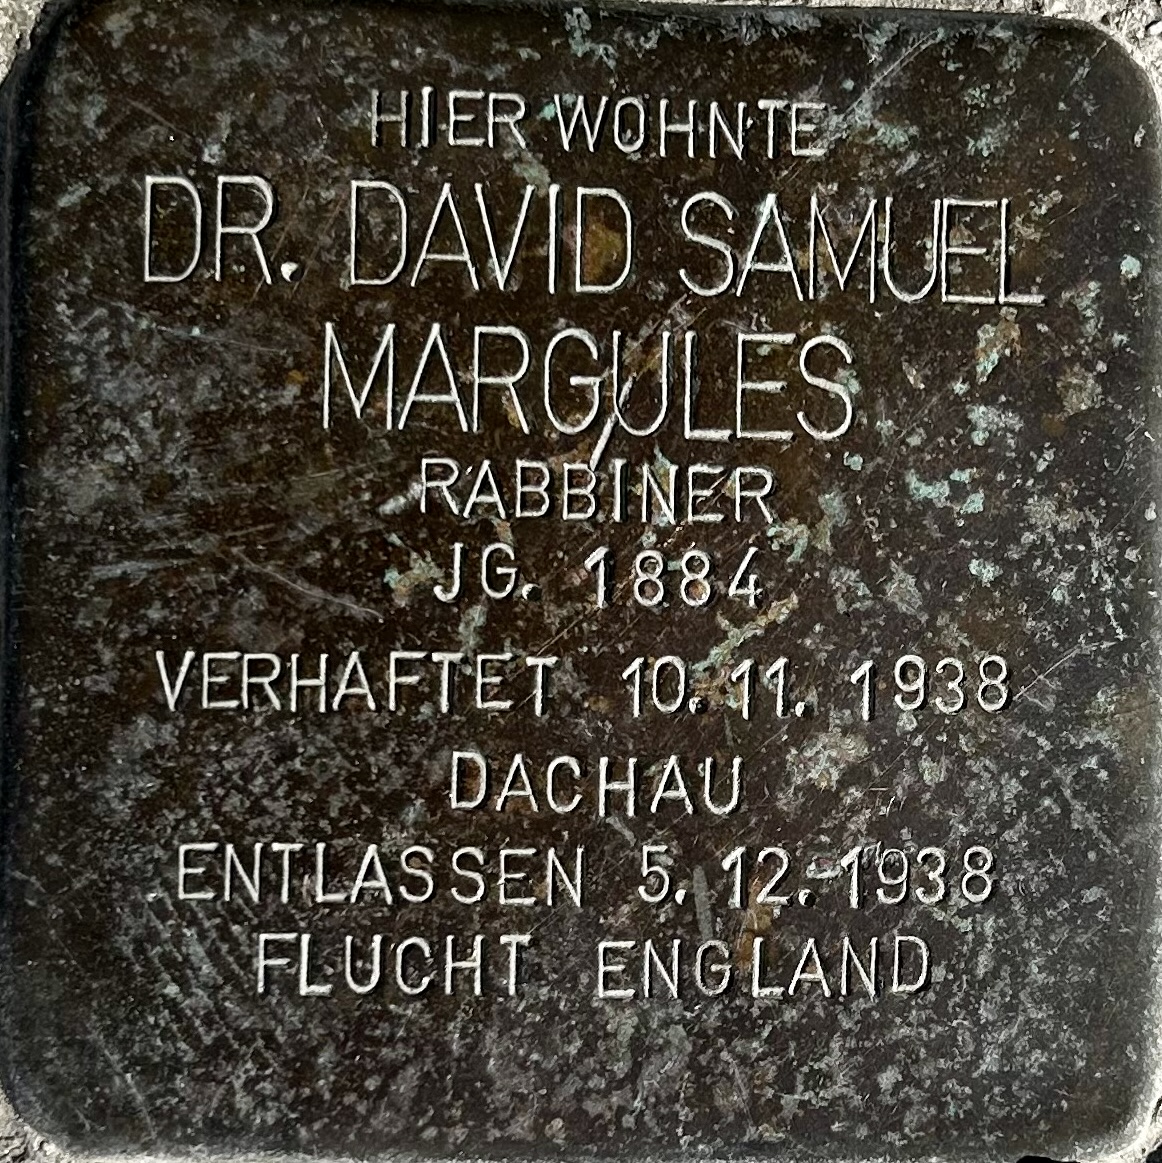 HIER WOHNTE
DR. DAVID SAMUEL
MARGULES
RABBINER
JG. 1884
VERHAFTET 10.11. 1938
DACHAU
ENTLASSEN 5.12.1938
FLUCHT ENGLAND